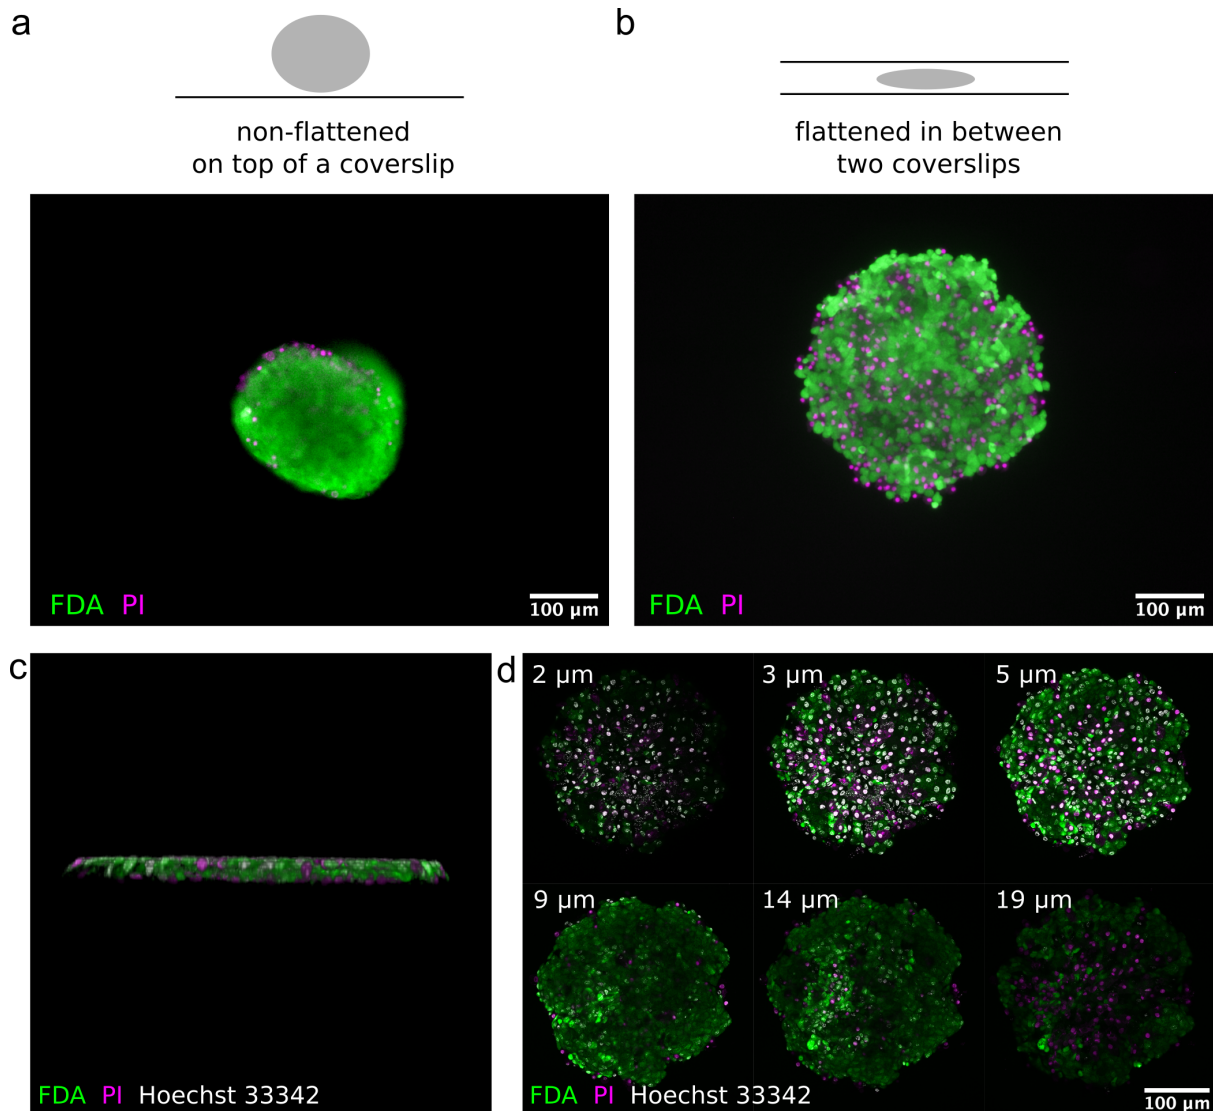 a
b
non-flattened
on top of a coverslip
flattened in between
two coverslips
FDA PI
100 µm
FDA PI
100 µm
c
d
2 µm
3 µm
5 µm
9 µm
14 µm
19 µm
FDA PI Hoechst 33342
FDA PI Hoechst 33342
100 µm